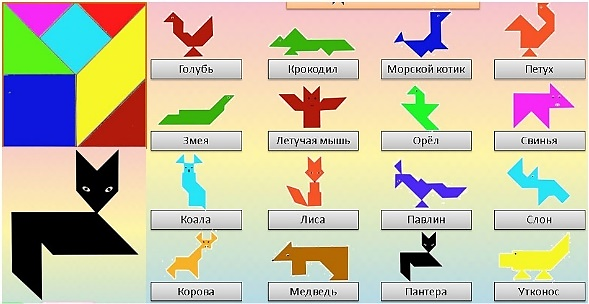 Голубь
Крокодил
Морской котик
Петух
Змея
Летучая мышь
Орёл
Свинья
Коала
Лиса
Павлин
Слон
Корова
Медведь
Пантера
Утконос